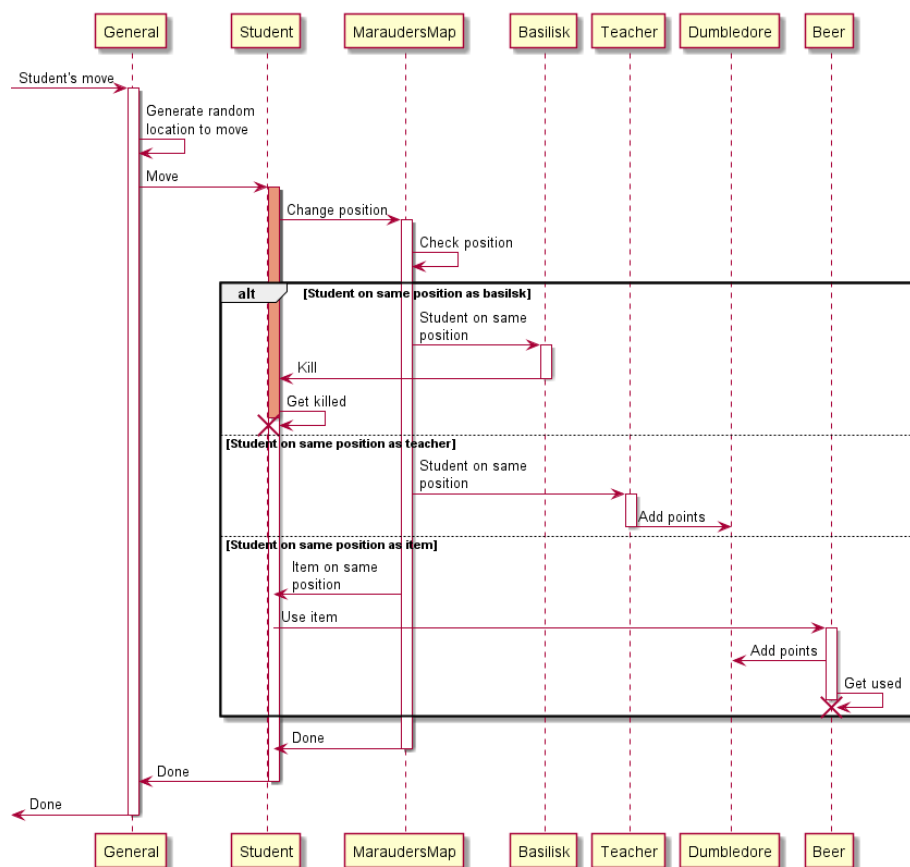 General Student MaraudersMap Basilisk Teacher Dumbledore Beer
Student's move
Generate random
location to move
Move
Change position
Check position
alt [Student on same position as basilsk]
Student on same
position
Kill
Get killed
[Student on same position as teacher]
Student on same
position
Add points
[Student on same position as item]
Item on same
position
Use item
Add points
Get used
Done
Done
Done
General Student MaraudersMap Basilisk Teacher Dumbledore Beer